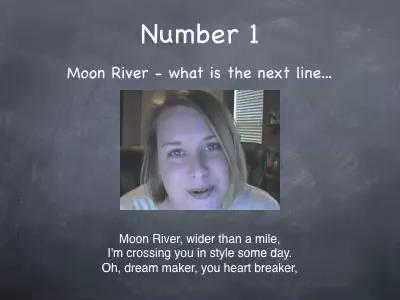 Number 1
Moon River - what is the next line...
Moon River, wider than a mile,
I'm crossing you in style some day.
Oh, dream maker, you heart breaker,